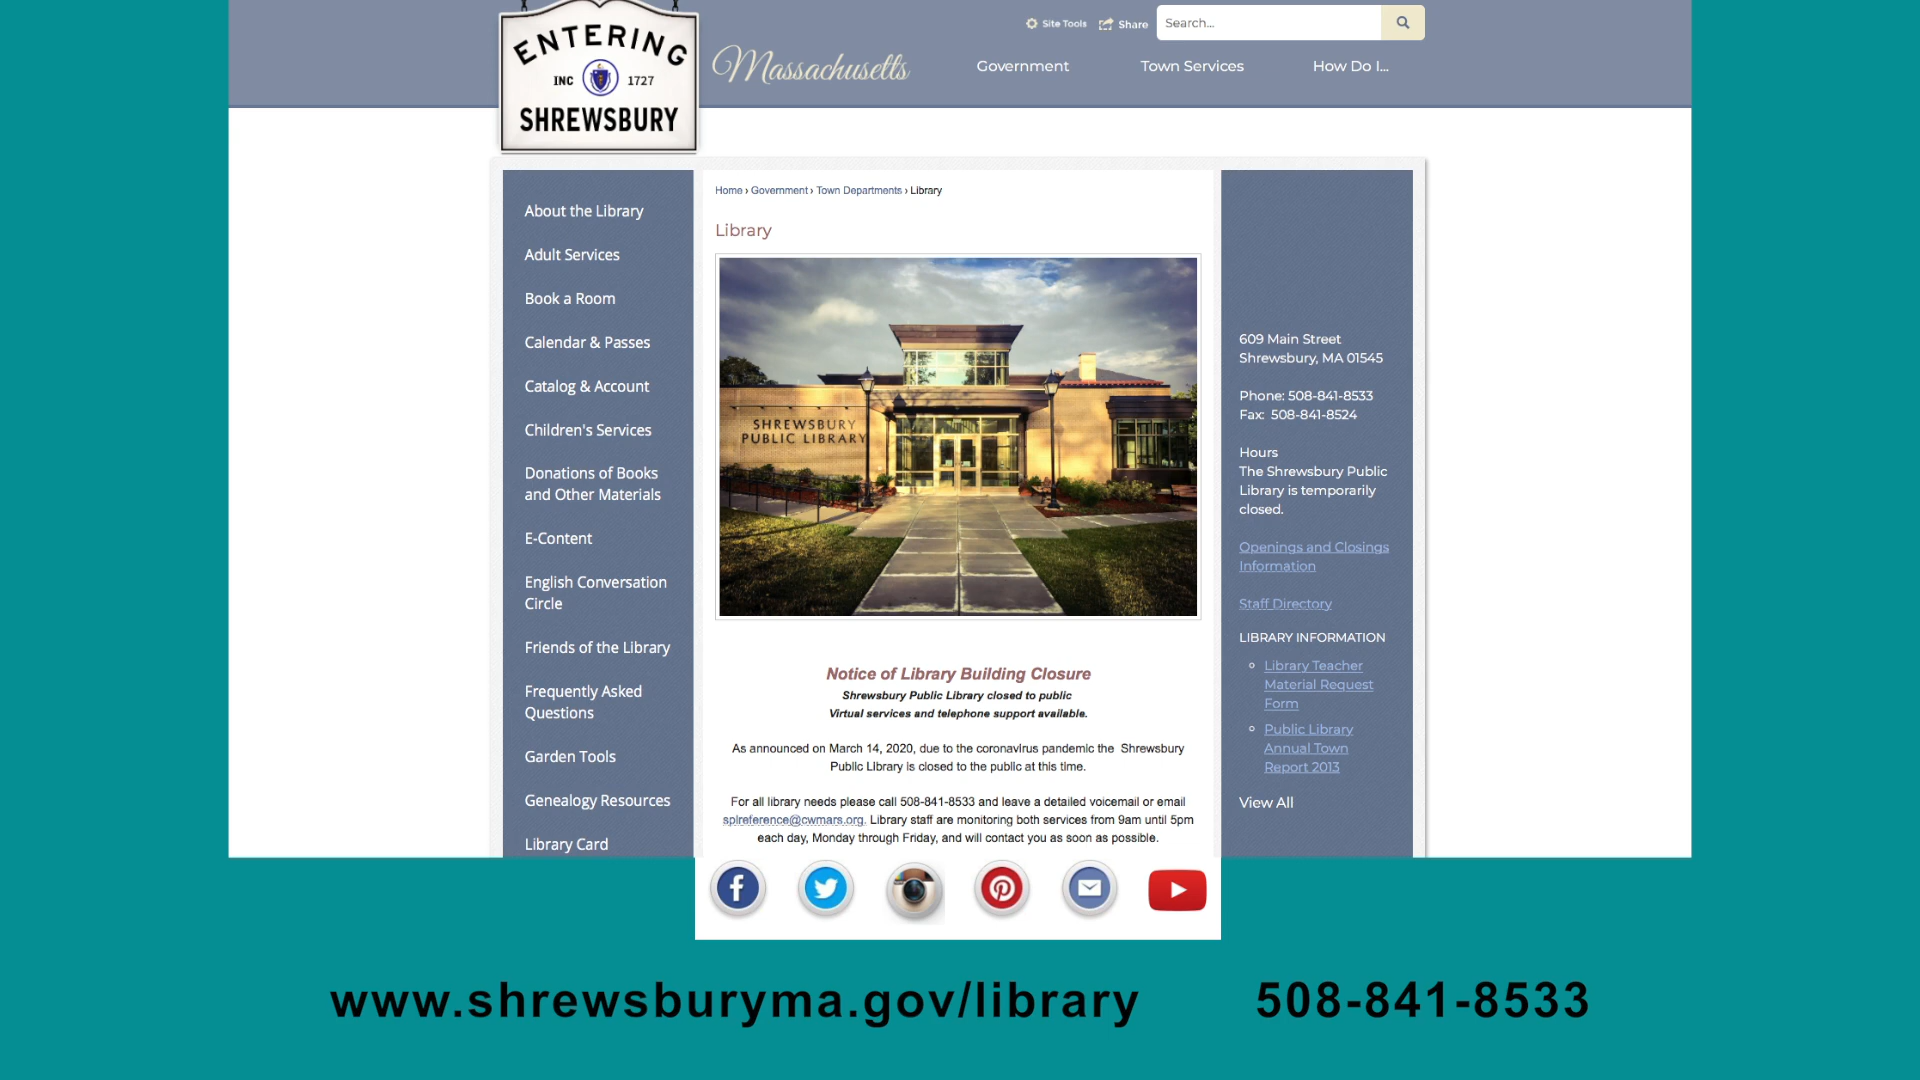 ENTERING
INC 1727
SHREWSBURY
Massachusetts
Site Tools
Share
Search...
Government
Town Services
How Do I...
About the Library
Adult Services
Book a Room
Calendar & Passes
Catalog & Account
Children's Services
Donations of Books
and Other Materials
E-Content
English Conversation
Circle
Friends of the Library
Frequently Asked
Questions
Garden Tools
Genealogy Resources
Library Card
Home › Government › Town Departments › Library
Library
SHREWSBURY
PUBLIC LIBRARY
Notice of Library Building Closure
Shrewsbury Public Library closed to public
Virtual services and telephone support available.
As announced on March 14, 2020, due to the coronavirus pandemic the Shrewsbury
Public Library is closed to the public at this time.
For all library needs please call 508-841-8533 and leave a detailed voicemail or email
splreference@cwmars.org. Library staff are monitoring both services from 9am until 5pm
each day, Monday through Friday, and will contact you as soon as possible.
609 Main Street
Shrewsbury, MA 01545
Phone: 508-841-8533
Fax: 508-841-8524
Hours
The Shrewsbury Public
Library is temporarily
closed.
Openings and Closings
Information
Staff Directory
LIBRARY INFORMATION
Library Teacher
Material Request
Form
Public Library
Annual Town
Report 2013
View All
www.shrewsburyma.gov/library
508-841-8533